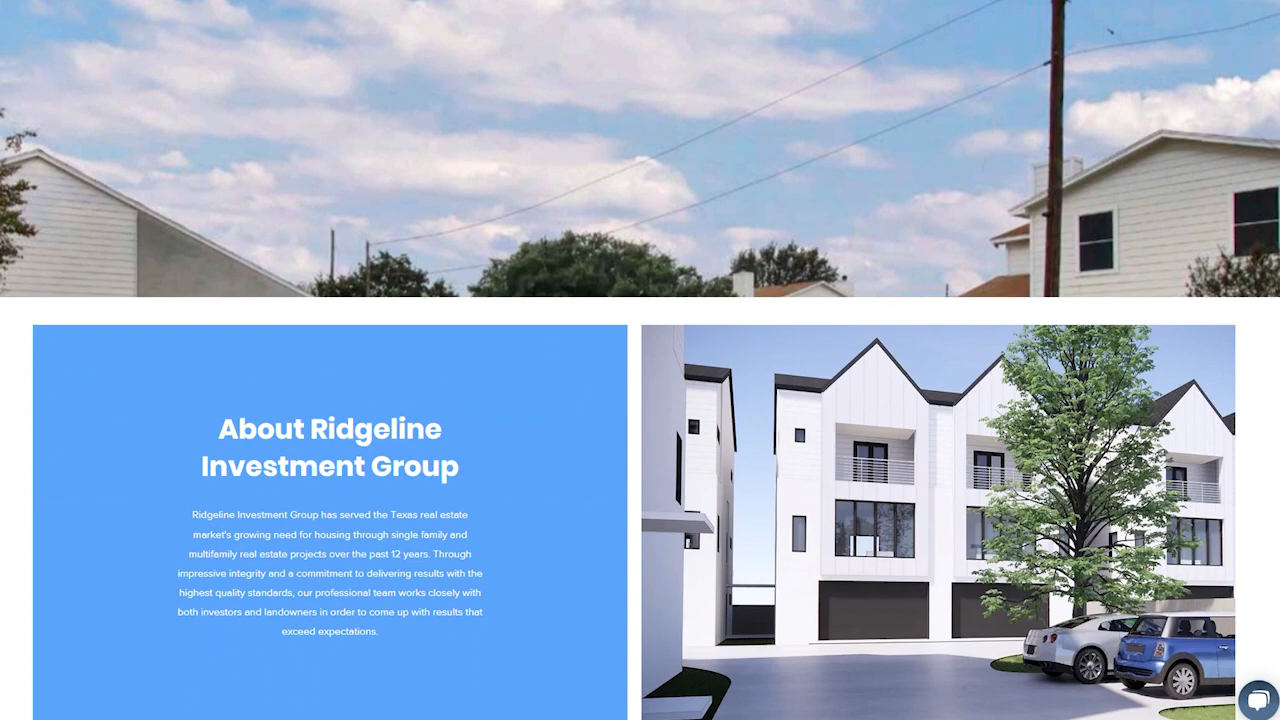 About Ridgeline
Investment Group
Ridgeline Investment Group has served the Texas real estate
market's growing need for housing through single family and
multifamily real estate projects over the past 12 years. Through
impressive integrity and a commitment to delivering results with the
highest quality standards, our professional team works closely with
both investors and landowners in order to come up with results that
exceed expectations.